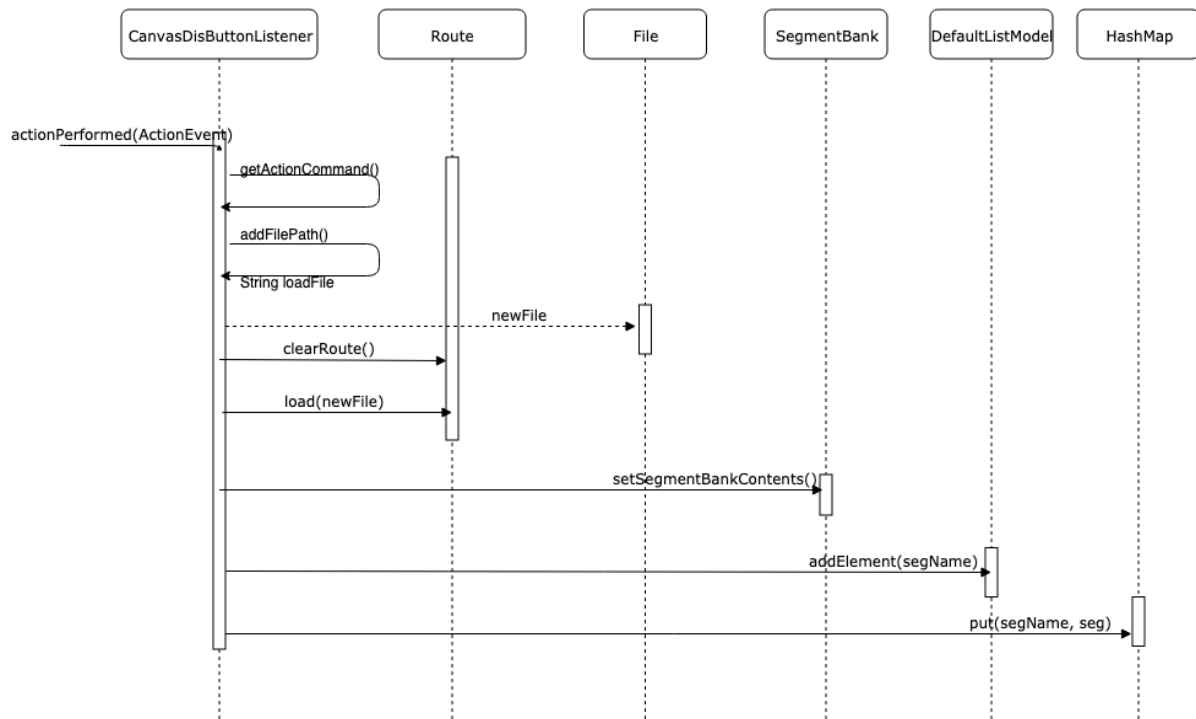 CanvasDisButtonListener
Route
File
SegmentBank
DefaultListModel
HashMap
actionPerformed(ActionEvent)
getActionCommand()
addFilePath()
String loadFile
newFile
clearRoute()
load(newFile)
setSegmentBankContents()
addElement(segName)
put(segName, seg)